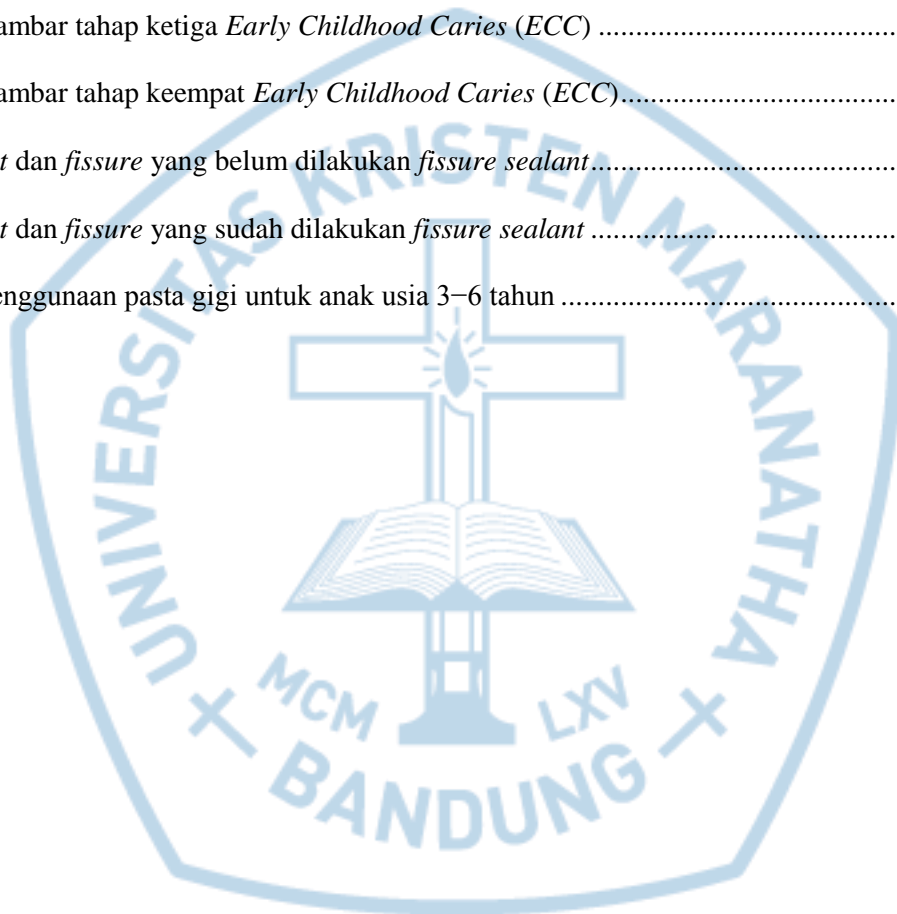 ambar tahap ketiga Early Childhood Caries (ECC) ........................................
ambar tahap keempat Early Childhood Caries (ECC)........................................
t dan fissure yang belum dilakukan fissure sealant........................................
t dan fissure yang sudah dilakukan fissure sealant ........................................
enggunaan pasta gigi untuk anak usia 3−6 tahun ........................................
UNIVERSITAS KRISTEN MARANATHA
MCM LXV
BANDUNG